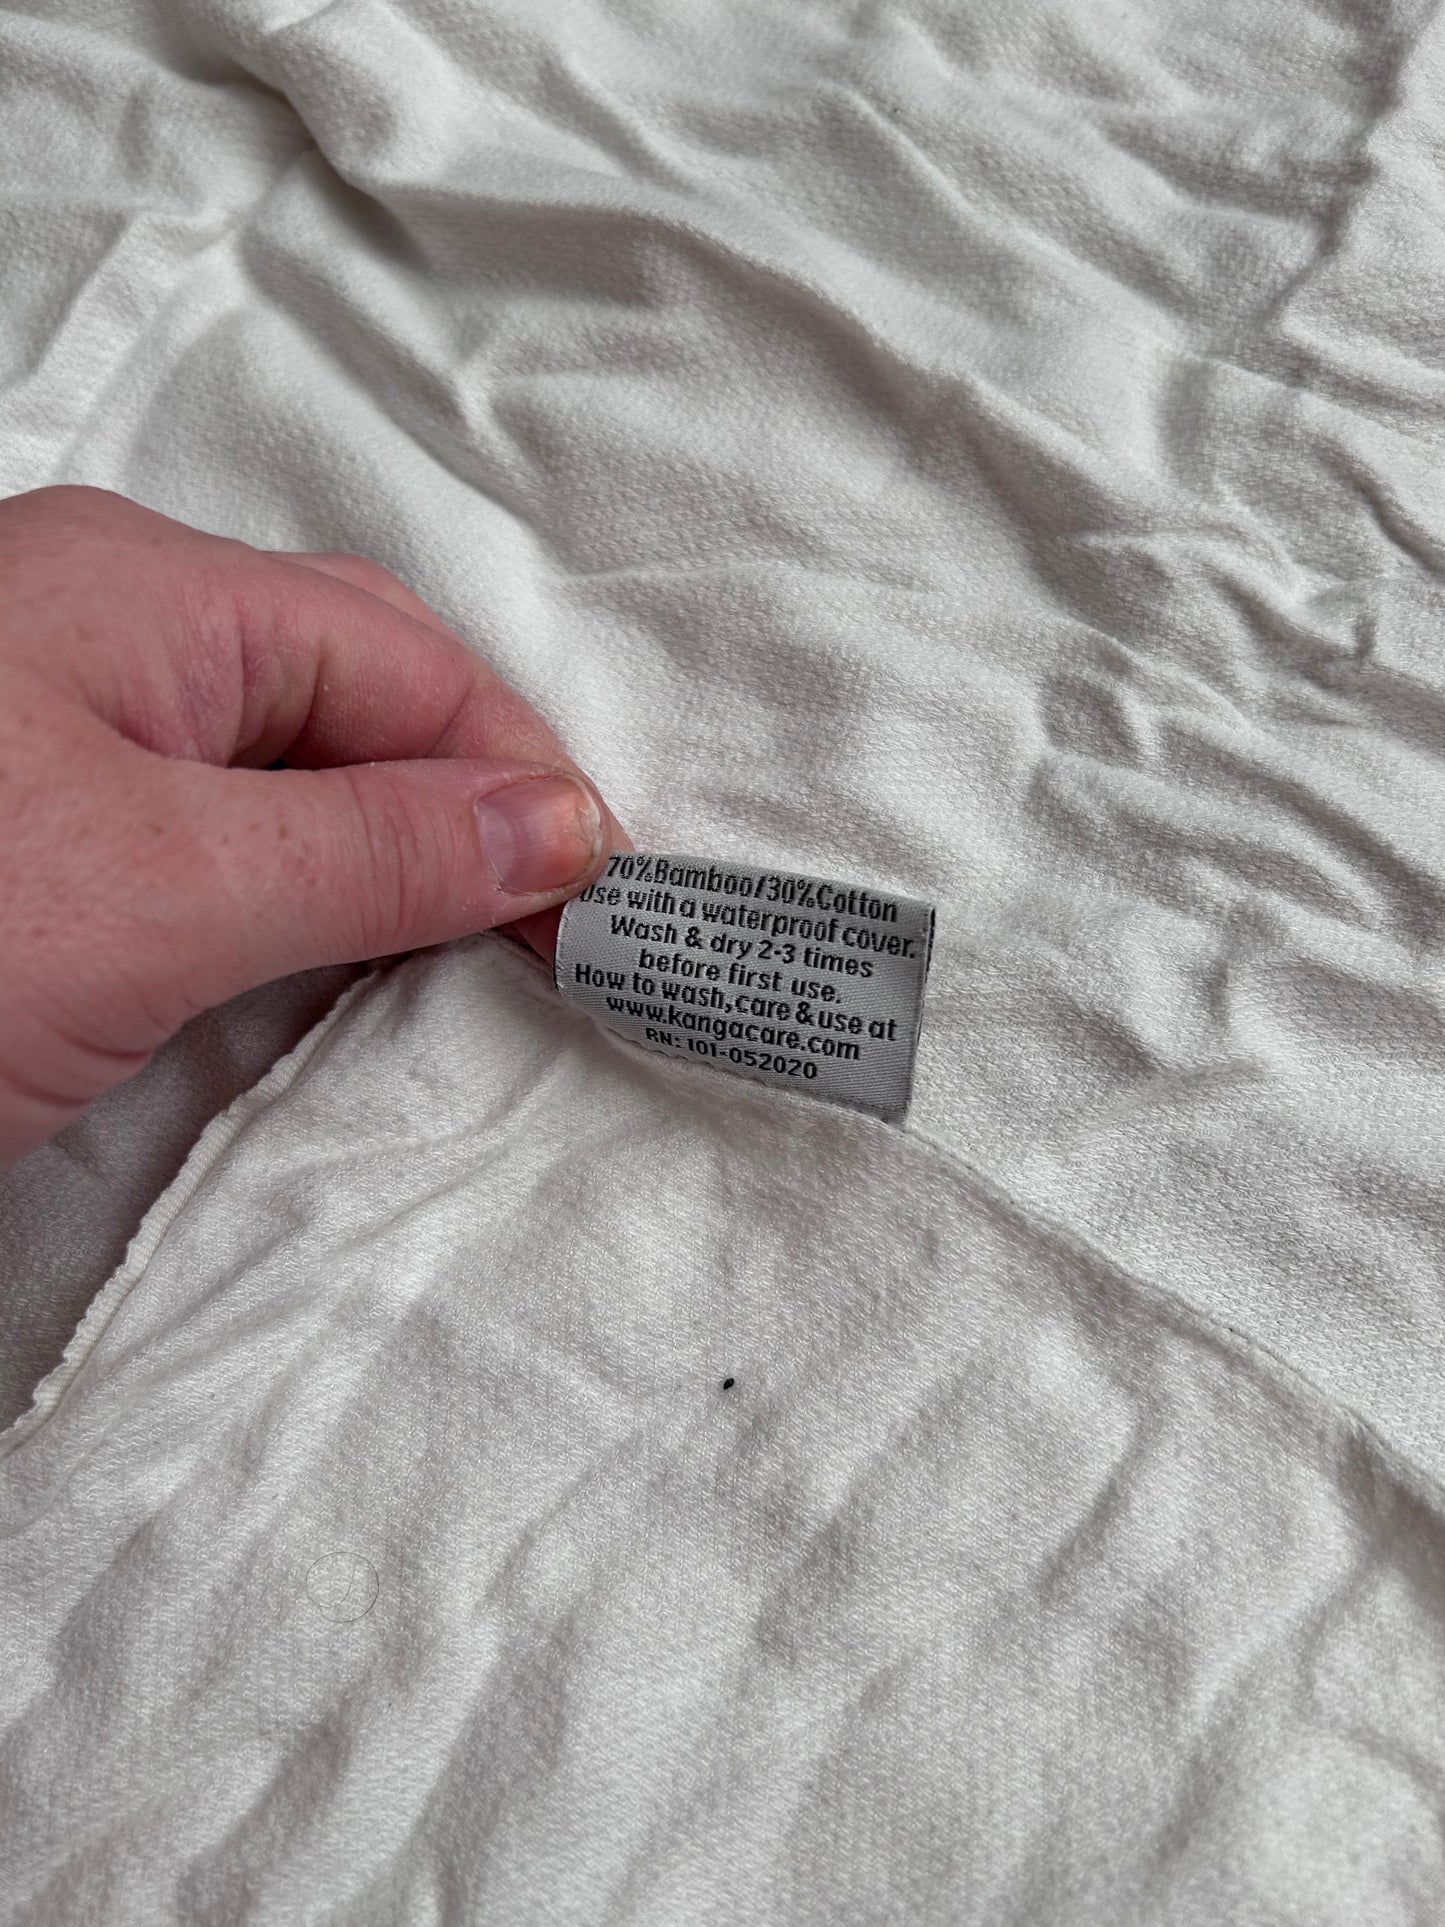 70%Bamboo/30%Cotton
Use with a waterproof cover.
Wash & dry 2-3 times
before first use.
How to wash, care & use at
www.kangacare.com
RN: 101-052020